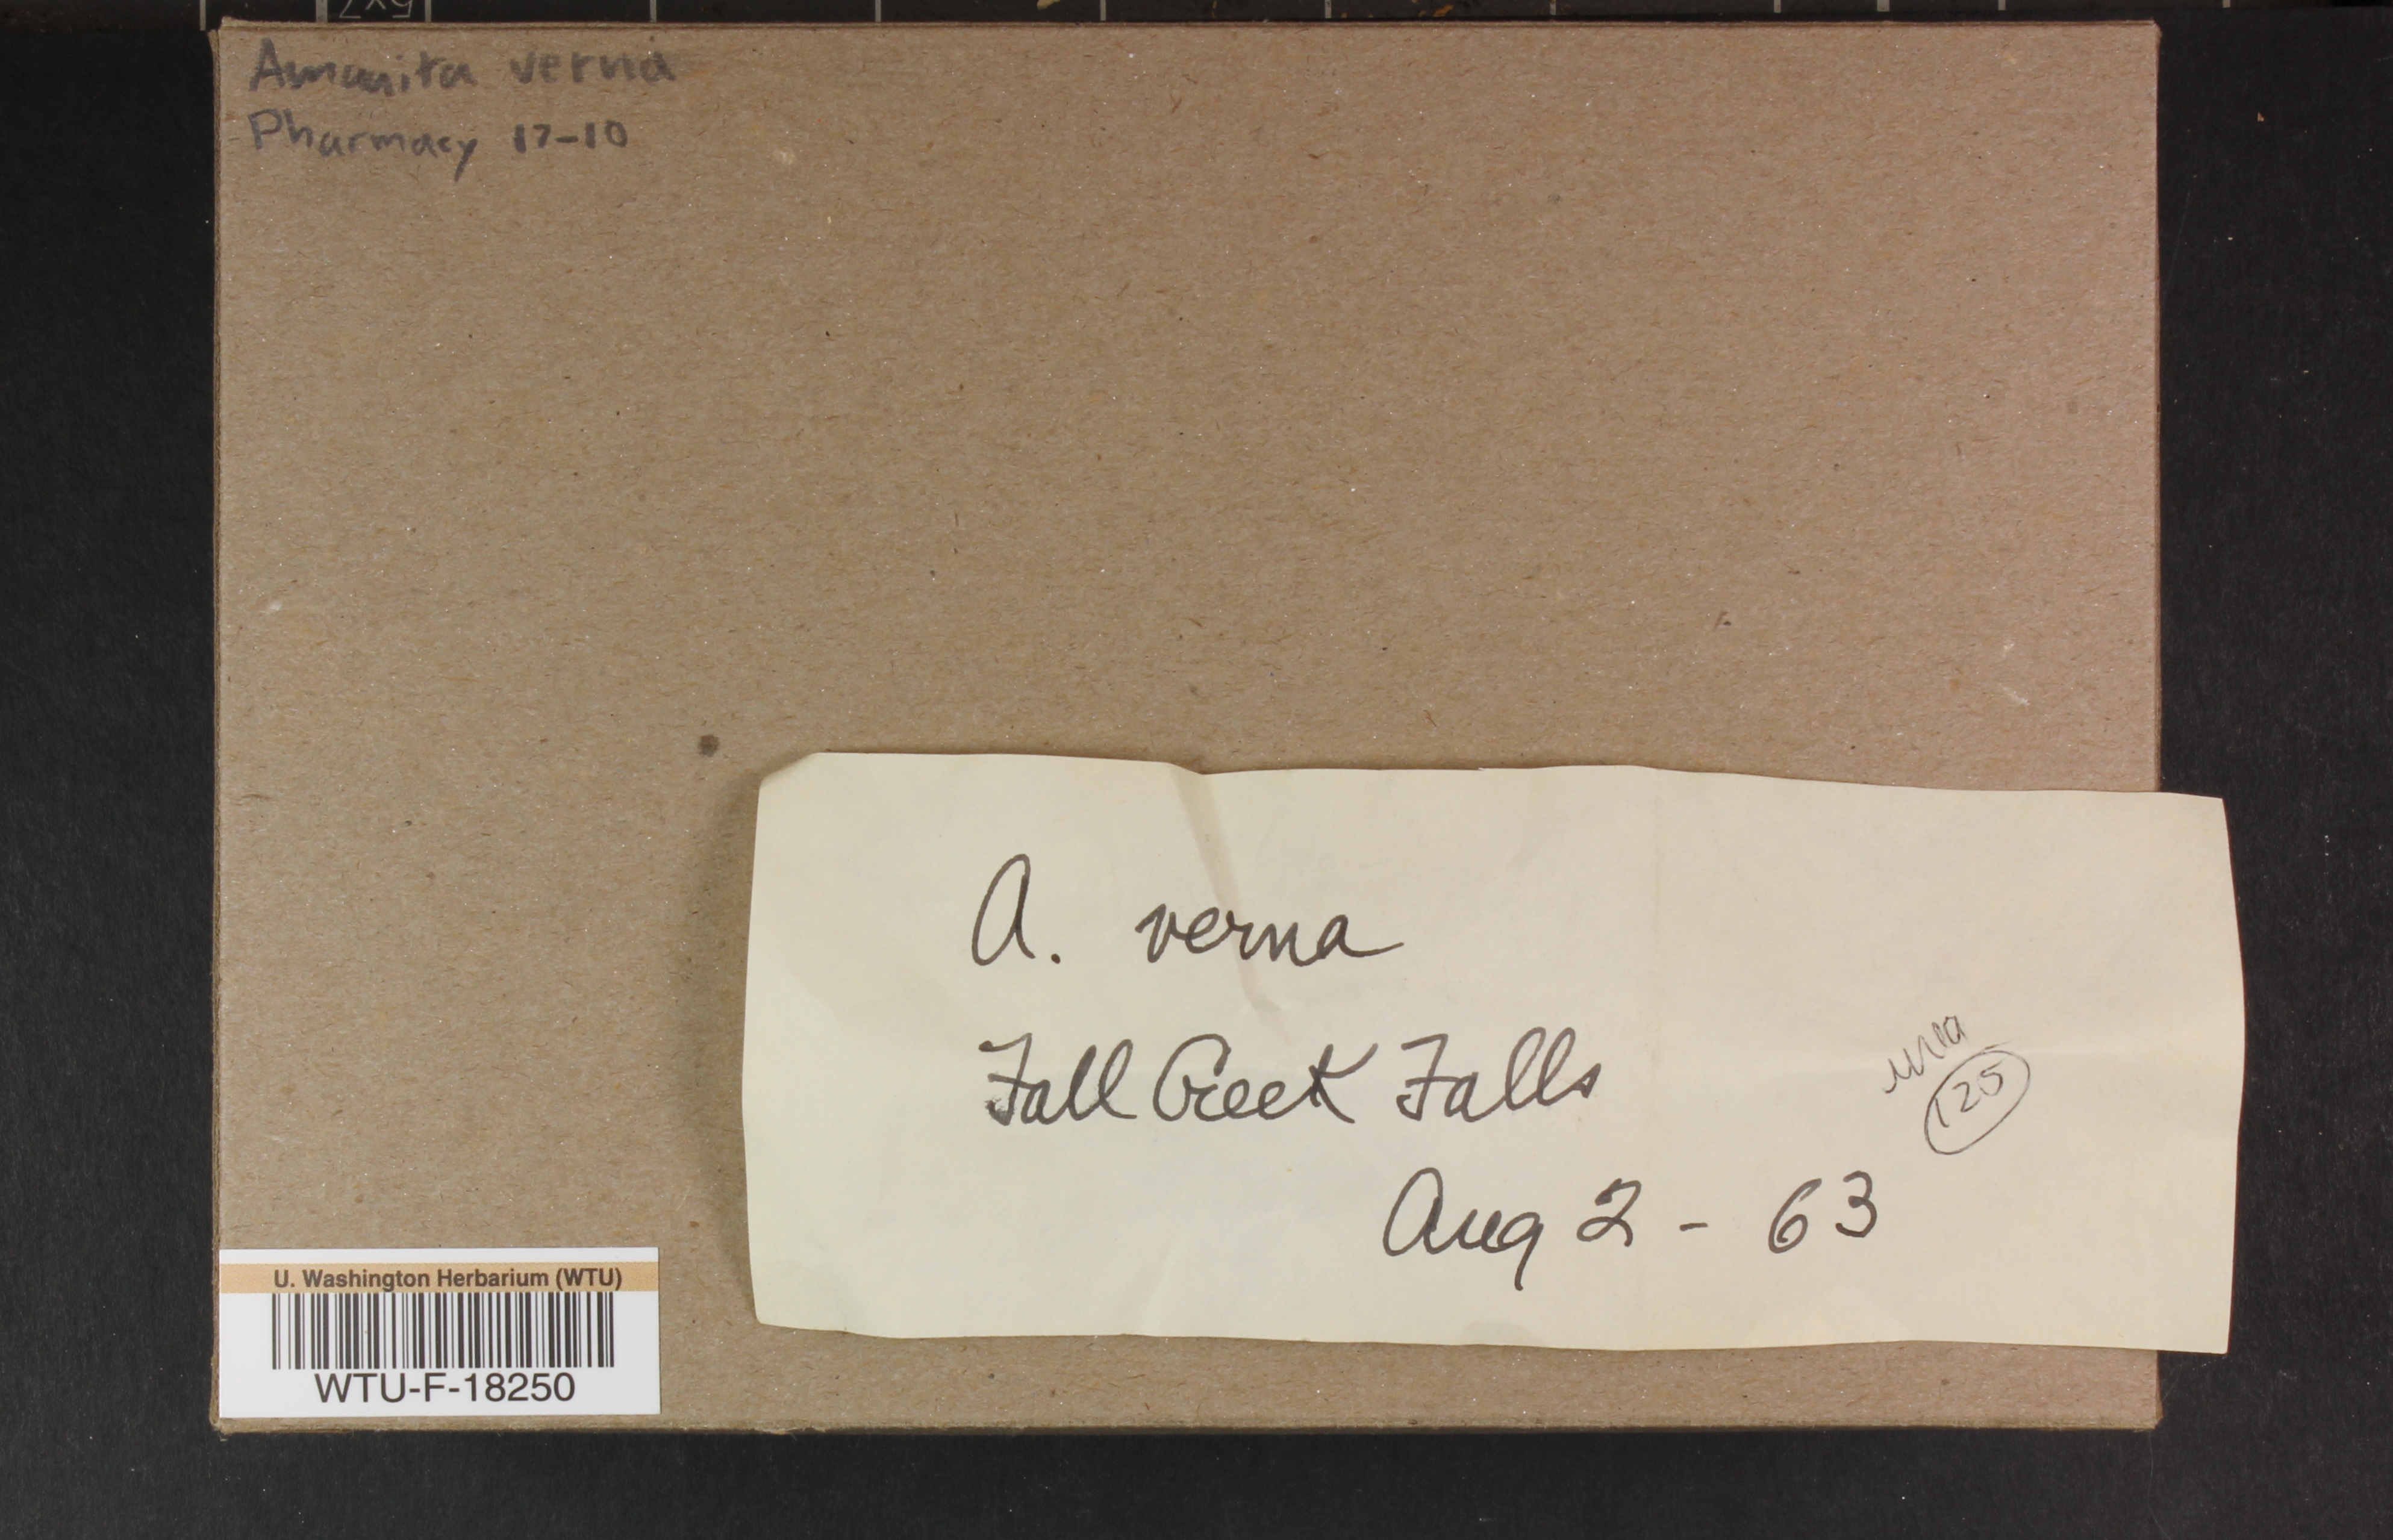 Amanita verna
Pharmacy 17-10
A. verna
Fall Creek Falls
125
Aug 2 - 63
U. Washington Herbarium (WTU)
WTU-F-18250